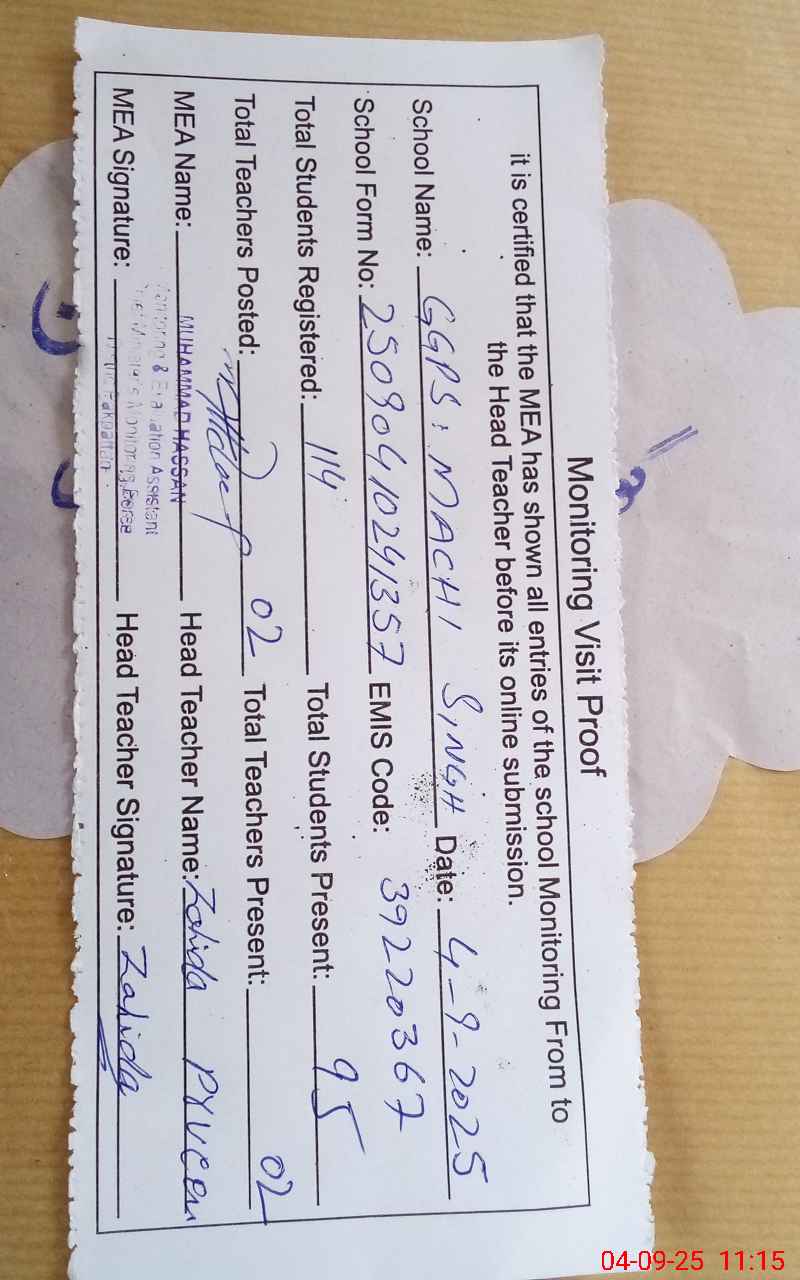 Monitoring Visit Proof
it is certified that the MEA has shown all entries of the school Monitoring From to
the Head Teacher before its online submission.
School Name: GGPS: MACHI SINGH Date: 4-9-2025
School Form No: 25090410241357 EMIS Code: 39220367
Total Students Registered: 114 Total Students Present: 95
Total Teachers Posted: 02 Total Teachers Present: 02
MEA Name: MUHAMMAD HASSAN Head Teacher Name: Zahida
Monitoring & Evaluation Assistant
MEA Signature: Head Teacher Signature: Zahida
04-09-25 11:15